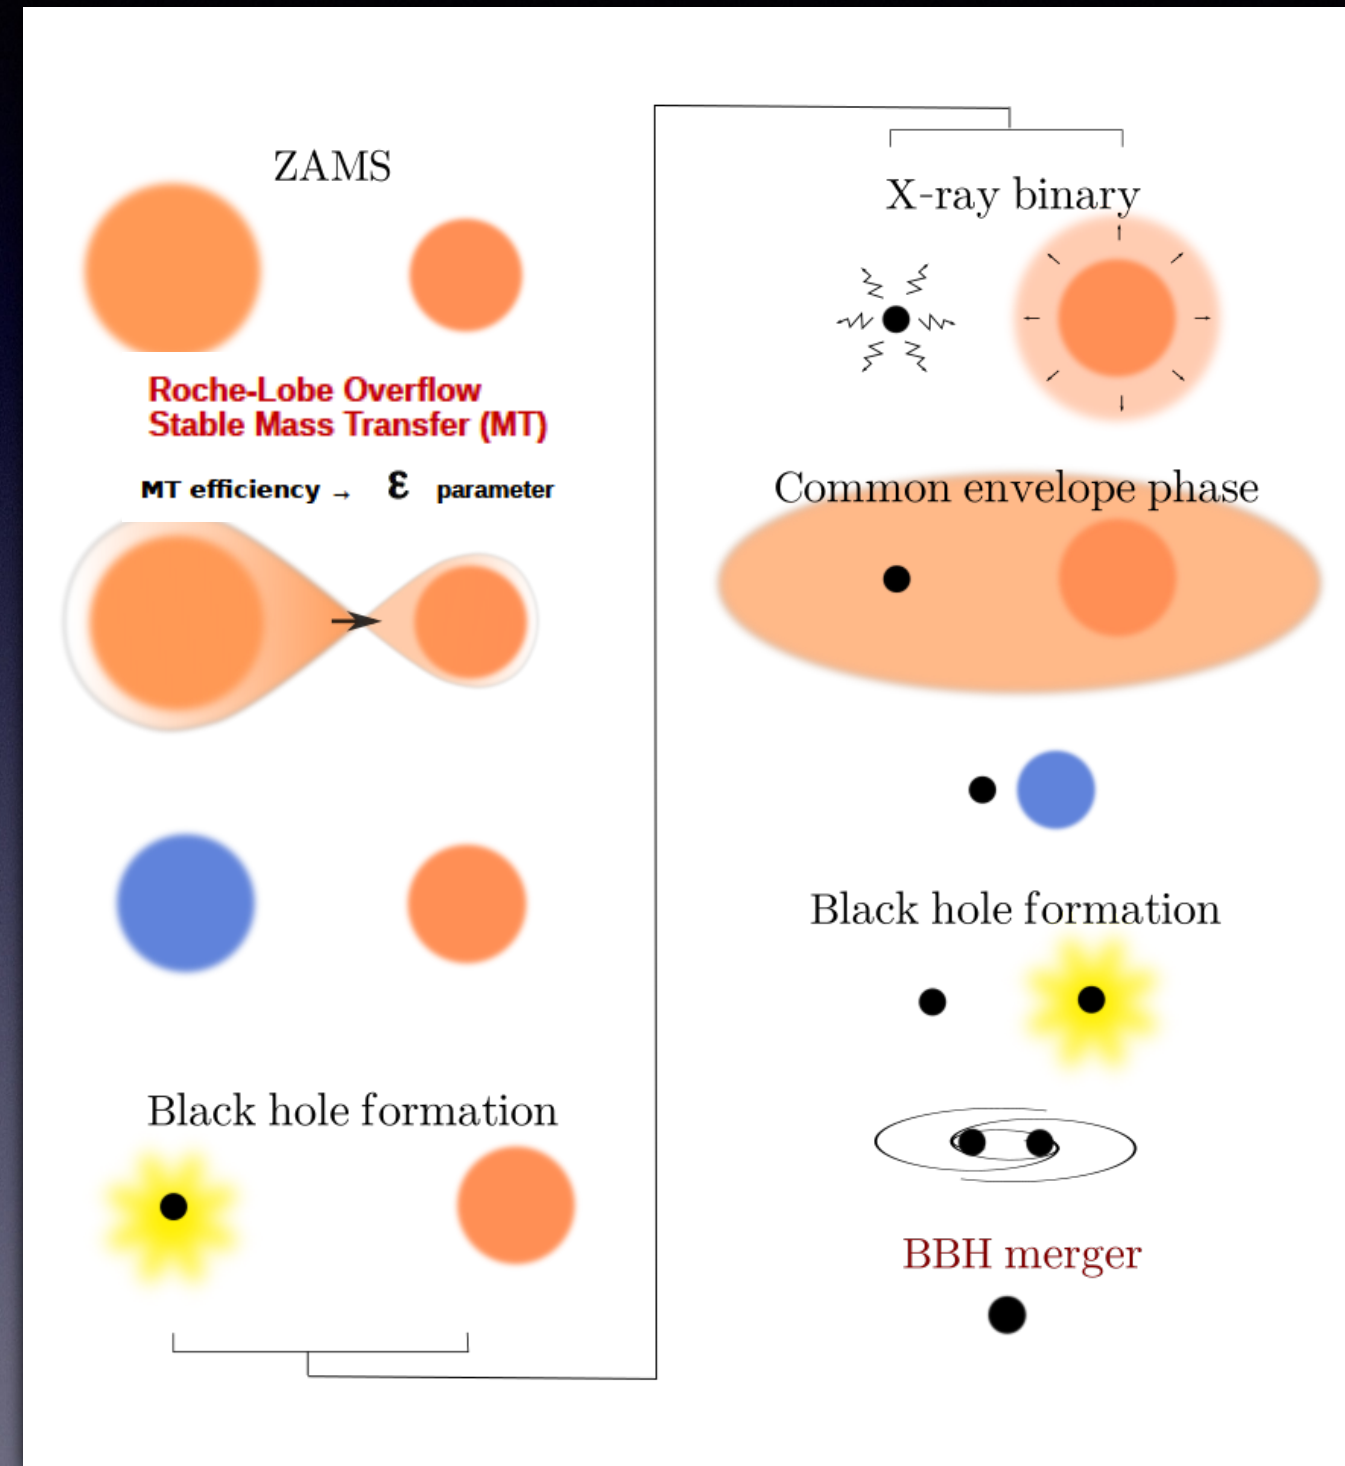 ZAMS
Roche-Lobe Overflow
Stable Mass Transfer (MT)
MT efficiency → ε parameter
Black hole formation
X-ray binary
Common envelope phase
Black hole formation
BBH merger